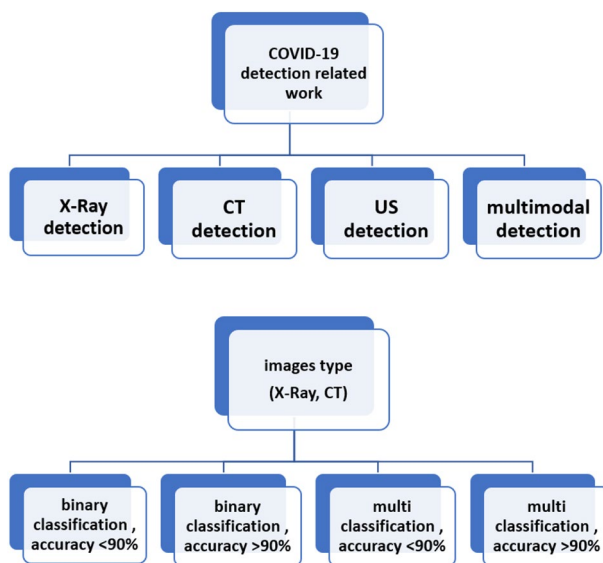 COVID-19
detection related
work
X-Ray
detection
CT
detection
US
detection
multimodal
detection
images type
(X-Ray, CT)
binary
classification ,
accuracy <90%
binary
classification ,
accuracy >90%
multi
classification ,
accuracy <90%
multi
classification ,
accuracy >90%